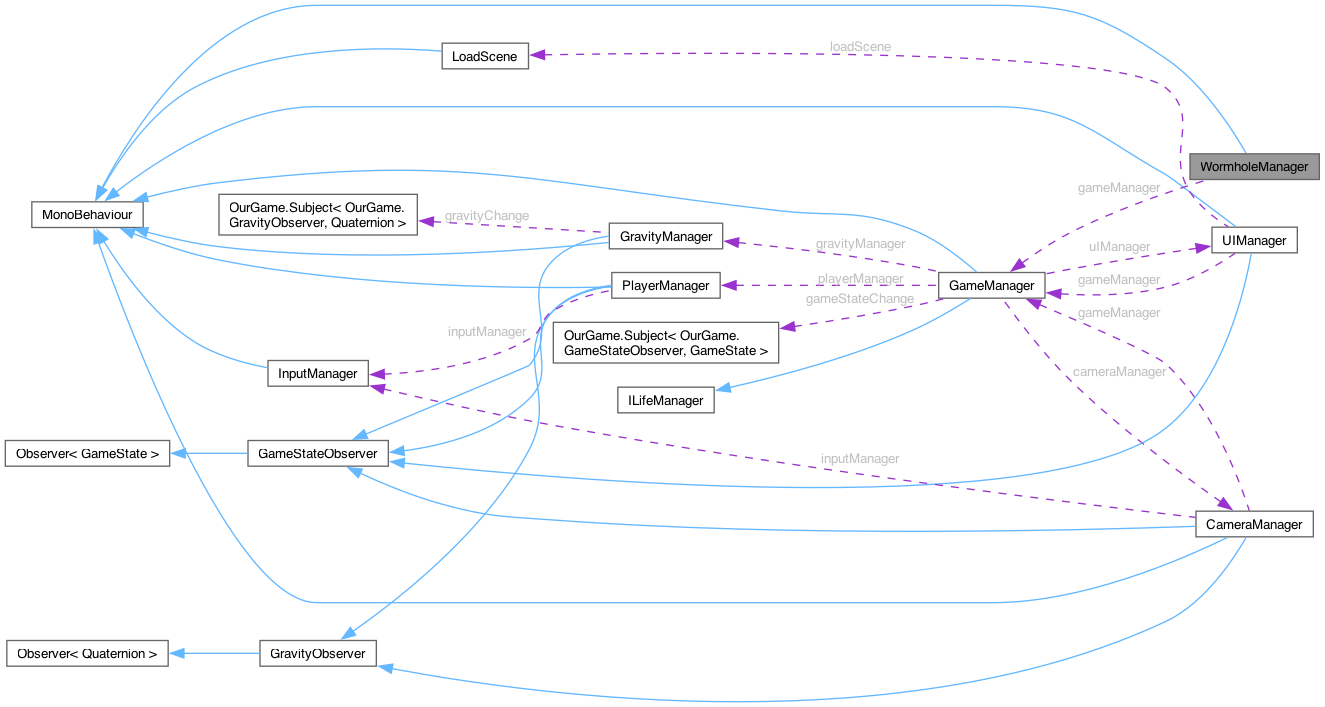 loadScene
LoadScene
WormholeManager
gameManager
MonoBehaviour
OurGame.Subject< OurGame.
GravityObserver, Quaternion >
gravityChange
GravityManager
gravityManager
uIManager
UIManager
PlayerManager
playerManager
GameManager
gameManager
gameStateChange
gameManager
inputManager
OurGame.Subject< OurGame.
GameStateObserver, GameState >
InputManager
cameraManager
ILifeManager
Observer< GameState >
GameStateObserver
inputManager
CameraManager
Observer< Quaternion >
GravityObserver